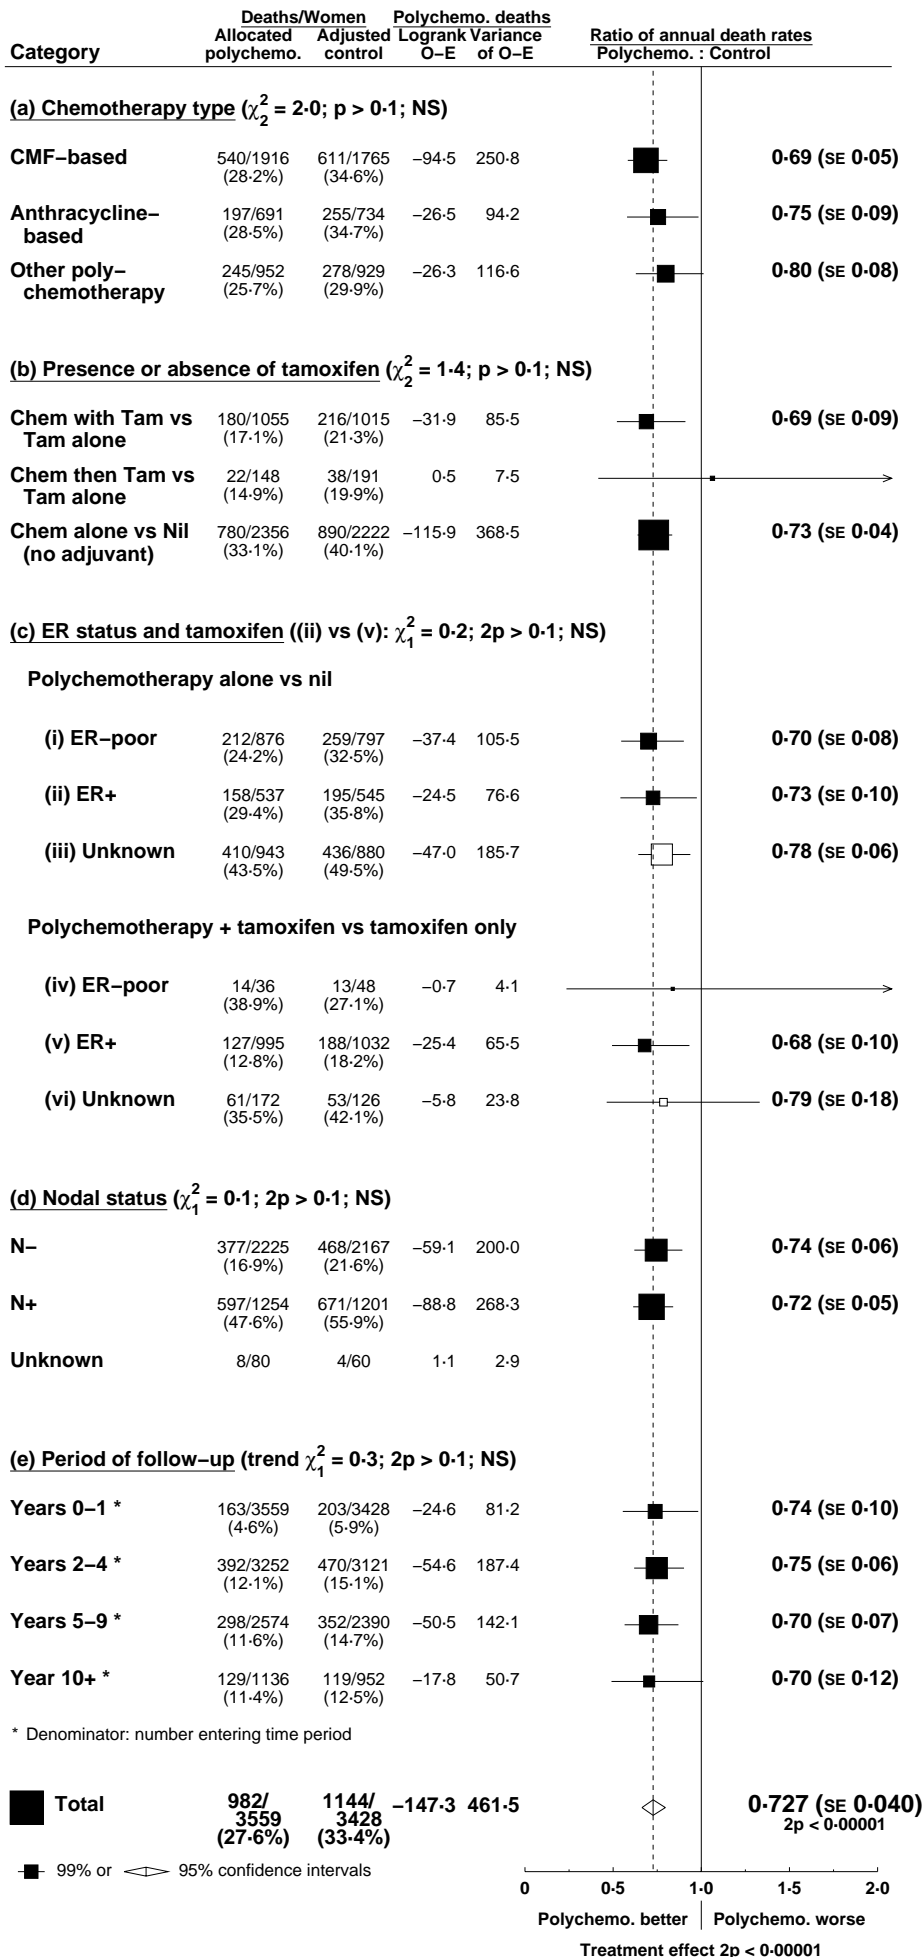 Deaths/Women Polychemo. deaths
Allocated Adjusted Logrank Variance Ratio of annual death rates
Category polychemo. control O–E of O–E Polychemo. : Control
(a) Chemotherapy type (χ²₂ = 2·0; p > 0·1; NS)
CMF–based 540/1916 611/1765 –94·5 250·8 0·69 (SE 0·05)
(28·2%) (34·6%)
Anthracycline– 197/691 255/734 –26·5 94·2 0·75 (SE 0·09)
based (28·5%) (34·7%)
Other poly– 245/952 278/929 –26·3 116·6 0·80 (SE 0·08)
chemotherapy (25·7%) (29·9%)
(b) Presence or absence of tamoxifen (χ²₂ = 1·4; p > 0·1; NS)
Chem with Tam vs 180/1055 216/1015 –31·9 85·5 0·69 (SE 0·09)
Tam alone (17·1%) (21·3%)
Chem then Tam vs 22/148 38/191 0·5 7·5
Tam alone (14·9%) (19·9%)
Chem alone vs Nil 780/2356 890/2222 –115·9 368·5 0·73 (SE 0·04)
(no adjuvant) (33·1%) (40·1%)
(c) ER status and tamoxifen ((ii) vs (v): χ²₁ = 0·2; 2p > 0·1; NS)
Polychemotherapy alone vs nil
(i) ER–poor 212/876 259/797 –37·4 105·5 0·70 (SE 0·08)
(24·2%) (32·5%)
(ii) ER+ 158/537 195/545 –24·5 76·6 0·73 (SE 0·10)
(29·4%) (35·8%)
(iii) Unknown 410/943 436/880 –47·0 185·7 0·78 (SE 0·06)
(43·5%) (49·5%)
Polychemotherapy + tamoxifen vs tamoxifen only
(iv) ER–poor 14/36 13/48 –0·7 4·1
(38·9%) (27·1%)
(v) ER+ 127/995 188/1032 –25·4 65·5 0·68 (SE 0·10)
(12·8%) (18·2%)
(vi) Unknown 61/172 53/126 –5·8 23·8 0·79 (SE 0·18)
(35·5%) (42·1%)
(d) Nodal status (χ²₁ = 0·1; 2p > 0·1; NS)
N– 377/2225 468/2167 –59·1 200·0 0·74 (SE 0·06)
(16·9%) (21·6%)
N+ 597/1254 671/1201 –88·8 268·3 0·72 (SE 0·05)
(47·6%) (55·9%)
Unknown 8/80 4/60 1·1 2·9
(e) Period of follow–up (trend χ²₁ = 0·3; 2p > 0·1; NS)
Years 0–1 * 163/3559 203/3428 –24·6 81·2 0·74 (SE 0·10)
(4·6%) (5·9%)
Years 2–4 * 392/3252 470/3121 –54·6 187·4 0·75 (SE 0·06)
(12·1%) (15·1%)
Years 5–9 * 298/2574 352/2390 –50·5 142·1 0·70 (SE 0·07)
(11·6%) (14·7%)
Year 10+ * 129/1136 119/952 –17·8 50·7 0·70 (SE 0·12)
(11·4%) (12·5%)
* Denominator: number entering time period
Total 982/ 1144/ –147·3 461·5 0·727 (SE 0·040)
3559 3428 2p < 0·00001
(27·6%) (33·4%)
99% or 95% confidence intervals
0 0·5 1·0 1·5 2·0
Polychemo. better Polychemo. worse
Treatment effect 2p < 0·00001